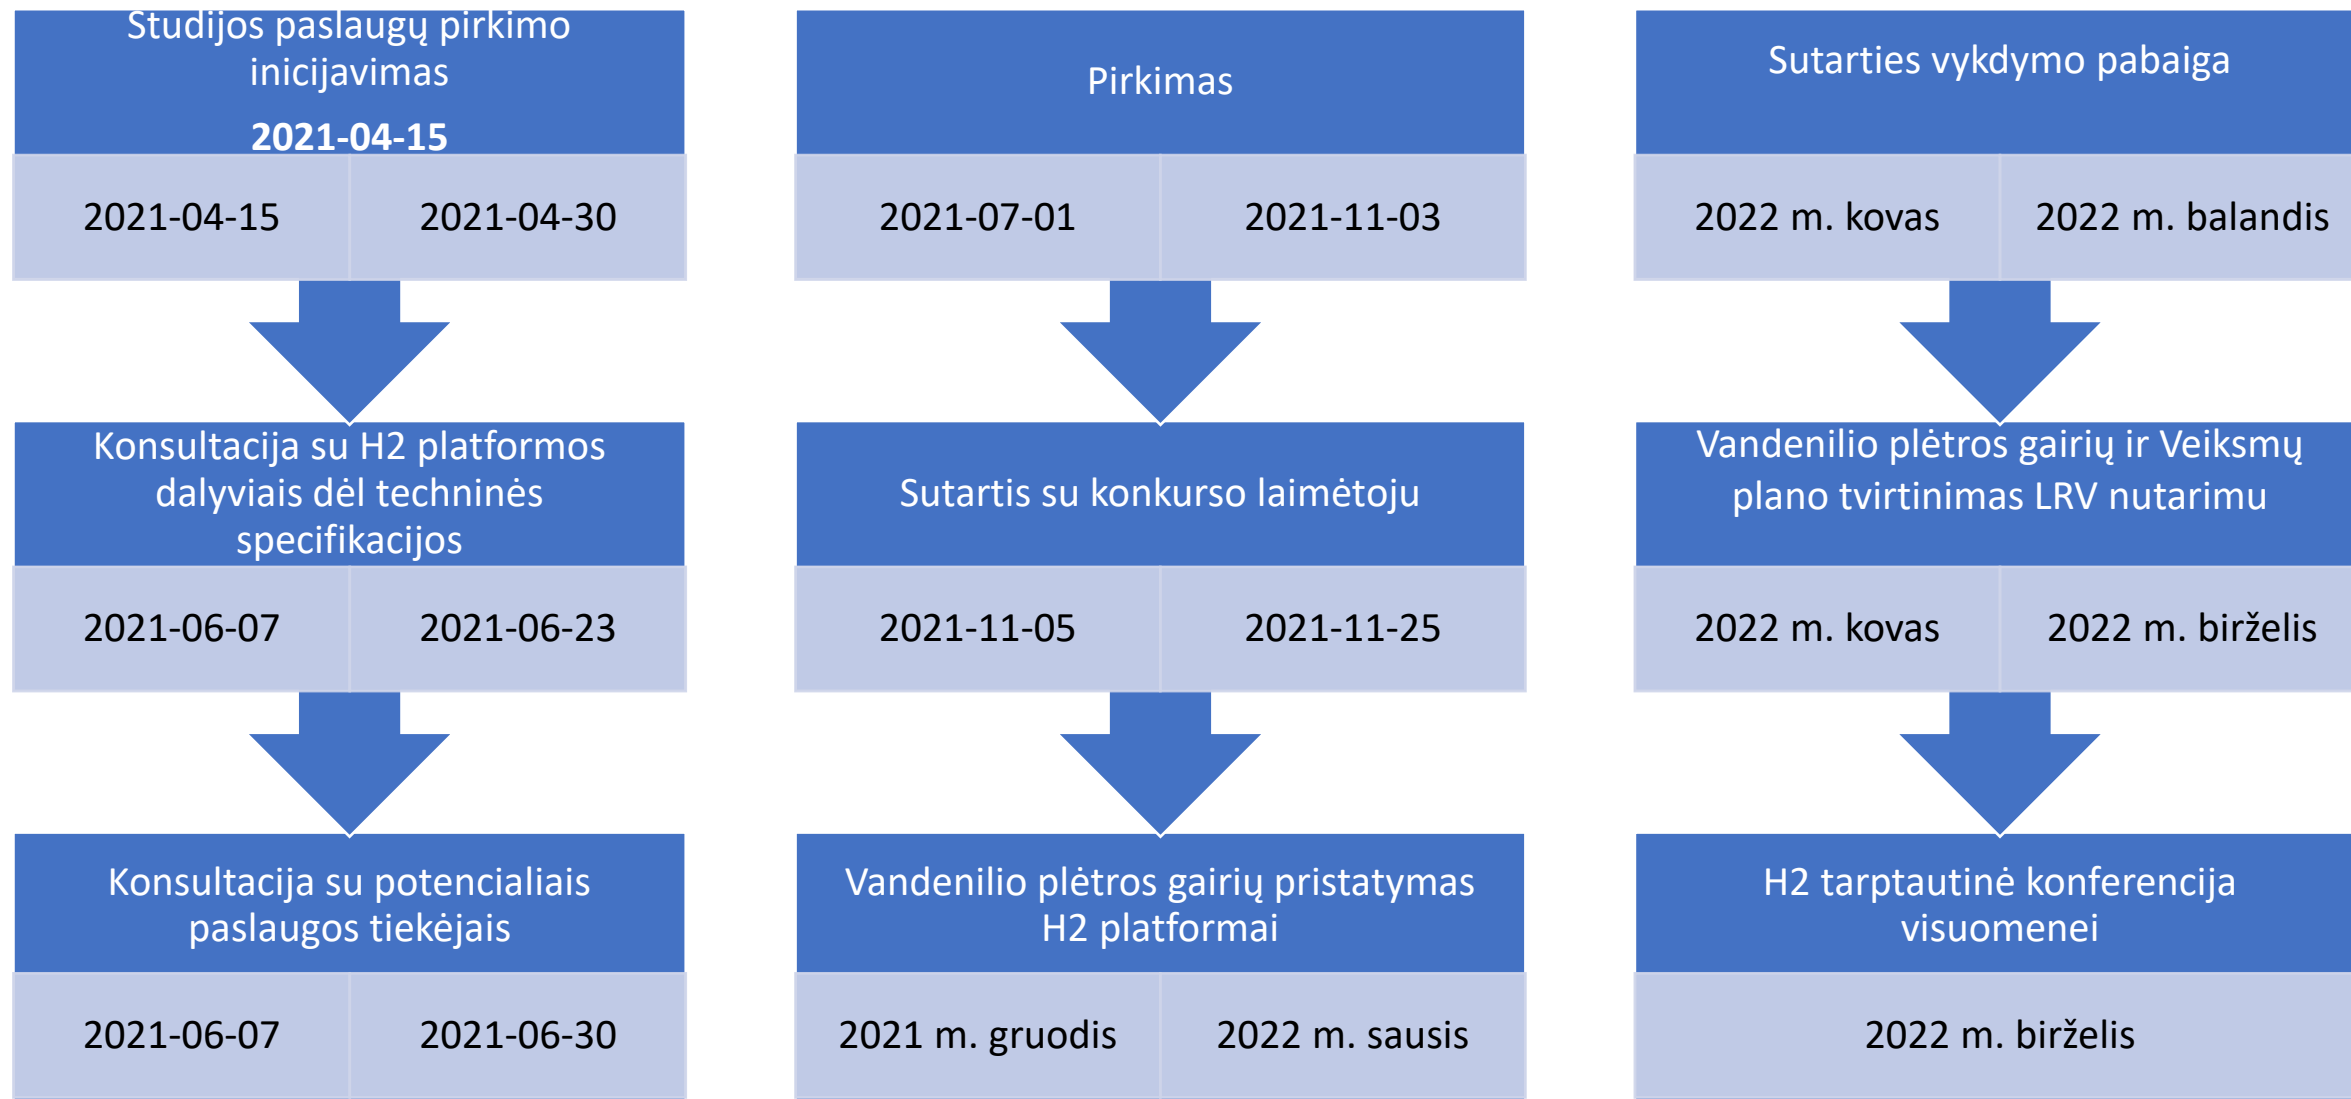 Studijos paslaugų pirkimo
inicijavimas
2021-04-15
2021-04-15 2021-04-30
Konsultacija su H2 platformos
dalyviais dėl techninės
specifikacijos
2021-06-07 2021-06-23
Konsultacija su potencialiais
paslaugos tiekėjais
2021-06-07 2021-06-30
Pirkimas
2021-07-01 2021-11-03
Sutartis su konkurso laimėtoju
2021-11-05 2021-11-25
Vandenilio plėtros gairių pristatymas
H2 platformai
2021 m. gruodis 2022 m. sausis
Sutarties vykdymo pabaiga
2022 m. kovas 2022 m. balandis
Vandenilio plėtros gairių ir Veiksmų
plano tvirtinimas LRV nutarimu
2022 m. kovas 2022 m. birželis
H2 tarptautinė konferencija
visuomenei
2022 m. birželis